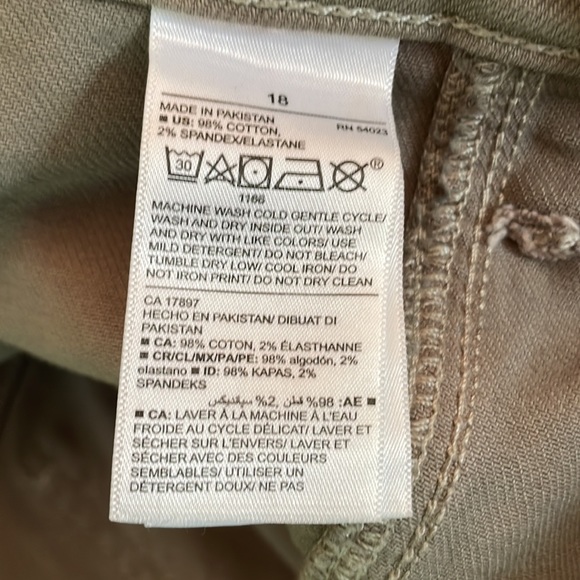 18
MADE IN PAKISTAN
■ US: 98% COTTON,
2% SPANDEX/ELASTANE
RN 54023
30
®
1166
MACHINE WASH COLD GENTLE CYCLE/
WASH AND DRY INSIDE OUT/ WASH
AND DRY WITH LIKE COLORS/ USE
MILD DETERGENT/ DO NOT BLEACH/
TUMBLE DRY LOW/ COOL IRON/ DO
NOT IRON PRINT/ DO NOT DRY CLEAN
CA 17897
HECHO EN PAKISTAN/ DIBUAT DI
PAKISTAN
■ CA: 98% COTON, 2% ÉLASTHANNE
■ CR/CL/MX/PA/PE: 98% algodón, 2%
elastano ■ ID: 98% KAPAS, 2%
SPANDEKS
■ AE: 98% قطن, 2% سباندكس
■ CA: LAVER À LA MACHINE À L'EAU
FROIDE AU CYCLE DÉLICAT/ LAVER ET
SÉCHER SUR L'ENVERS/ LAVER ET
SÉCHER AVEC DES COULEURS
SEMBLABLES/ UTILISER UN
DÉTERGENT DOUX/ NE PAS